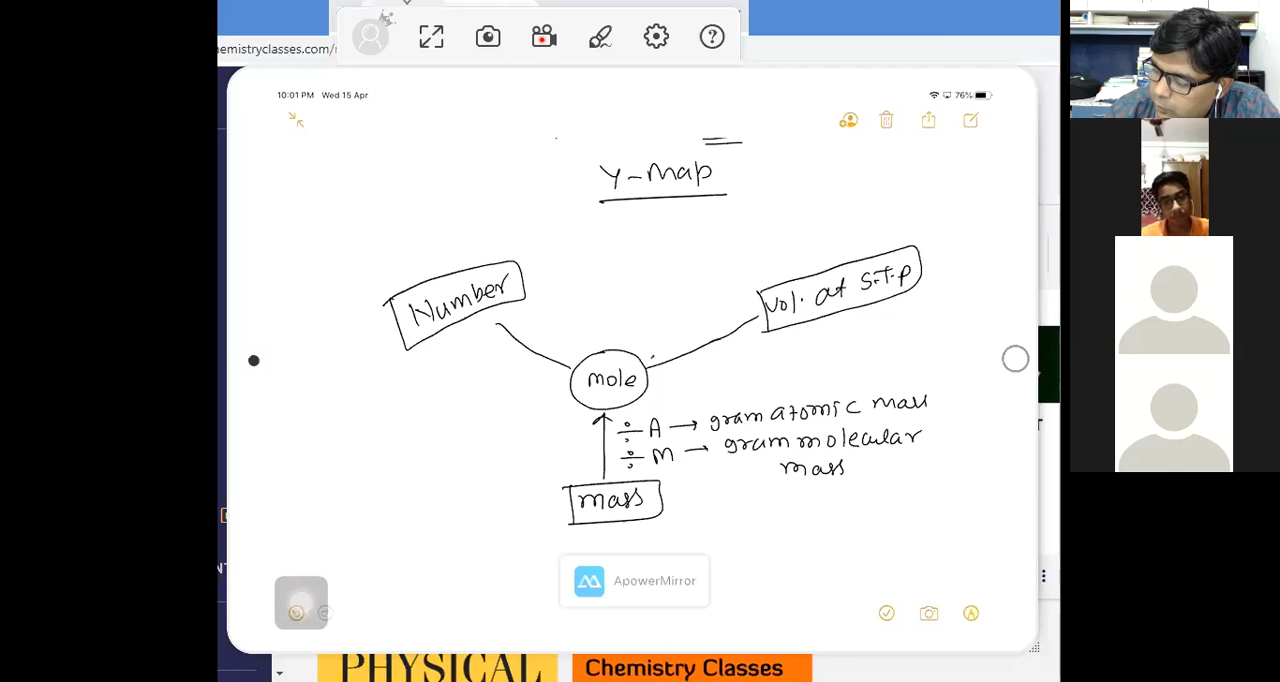 emistryclasses.com/
10:01 PM Wed 15 Apr
76%
Y-Map
Number
vol. at S.T.P
mole
÷ A → gram atomic mass
÷ M → gram molecular
mass
mass
ApowerMirror
PHYSICAL
Chemistry Classes